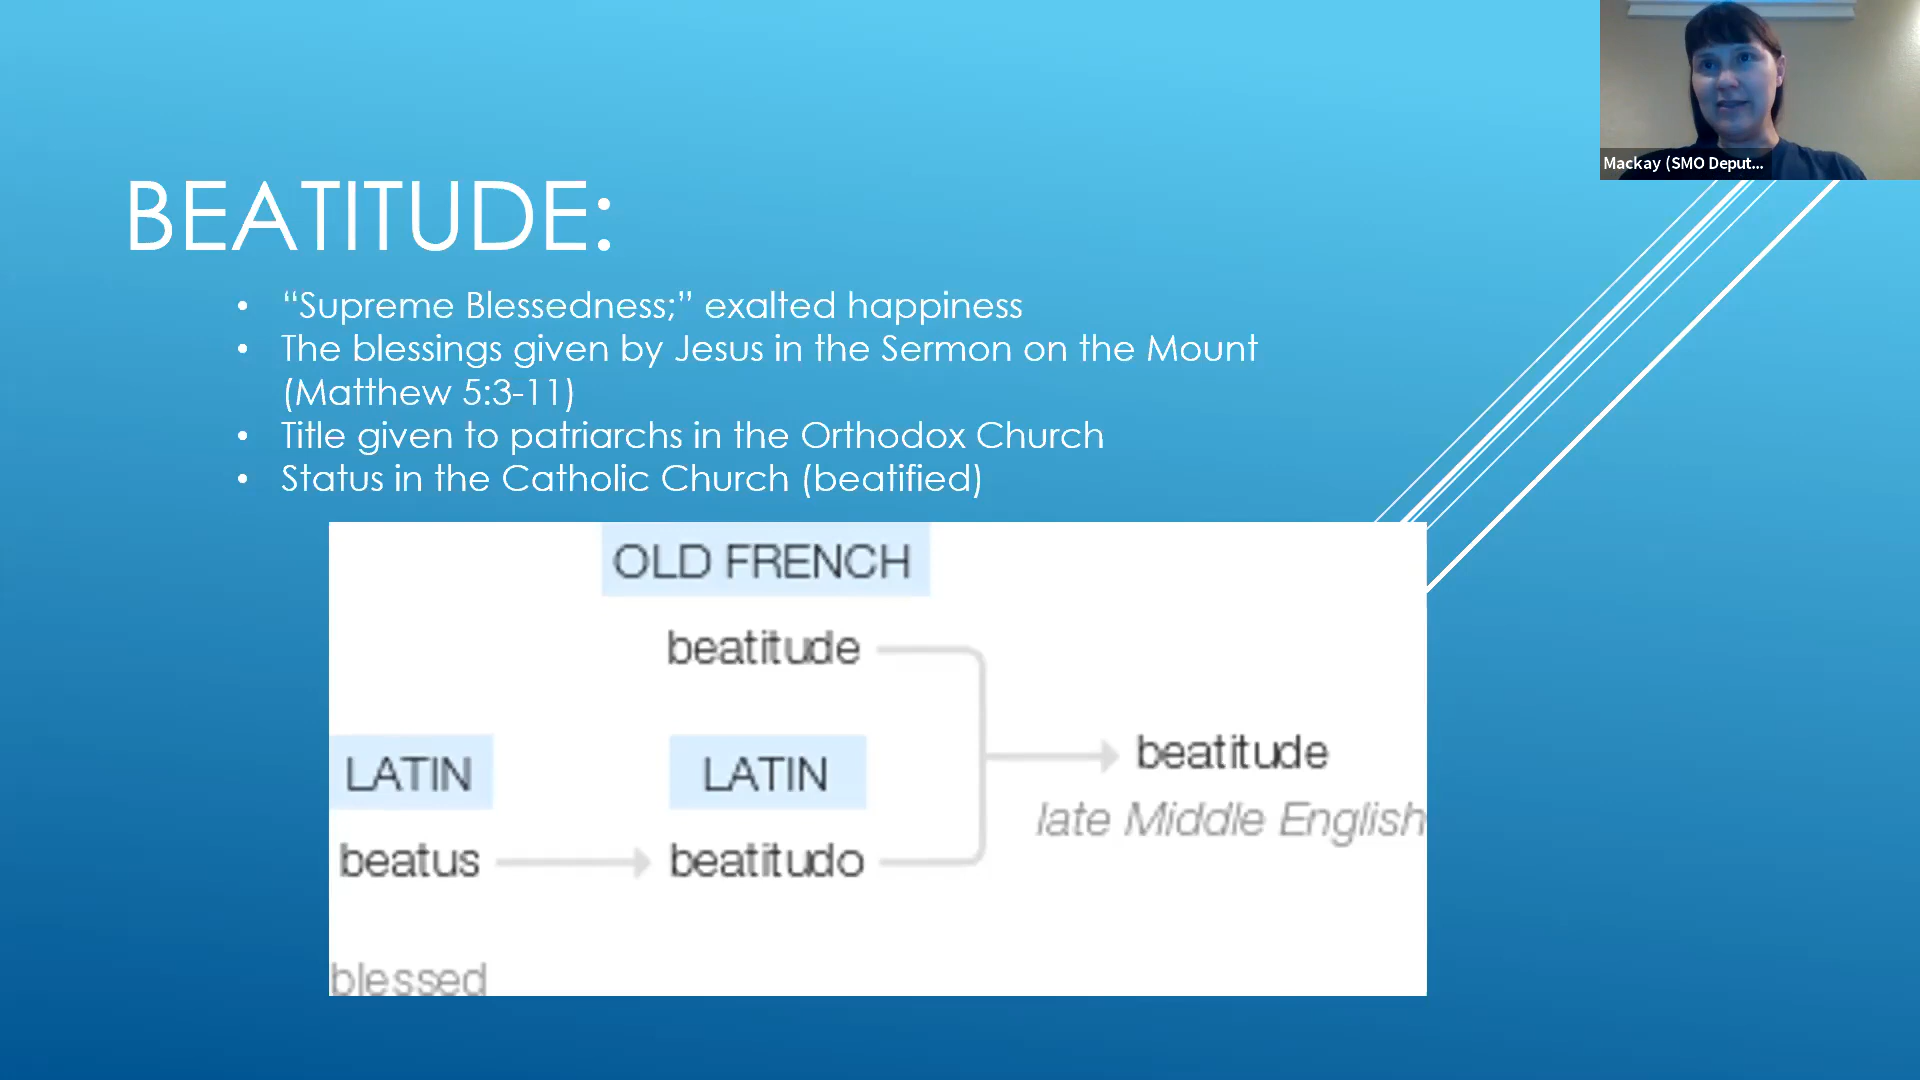 Mackay (SMO Deput...
BEATITUDE:
• “Supreme Blessedness;” exalted happiness
• The blessings given by Jesus in the Sermon on the Mount
(Matthew 5:3-11)
• Title given to patriarchs in the Orthodox Church
• Status in the Catholic Church (beatified)
OLD FRENCH
beatitude
LATIN
LATIN
beatitude
late Middle English
beatus
beatitudo
blessed